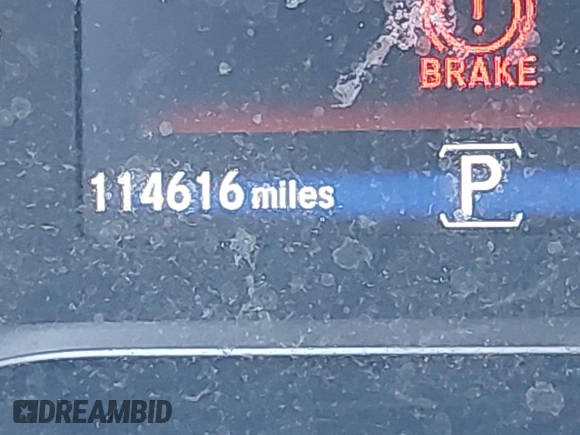 !
BRAKE
114616 miles
P
DREAMBID